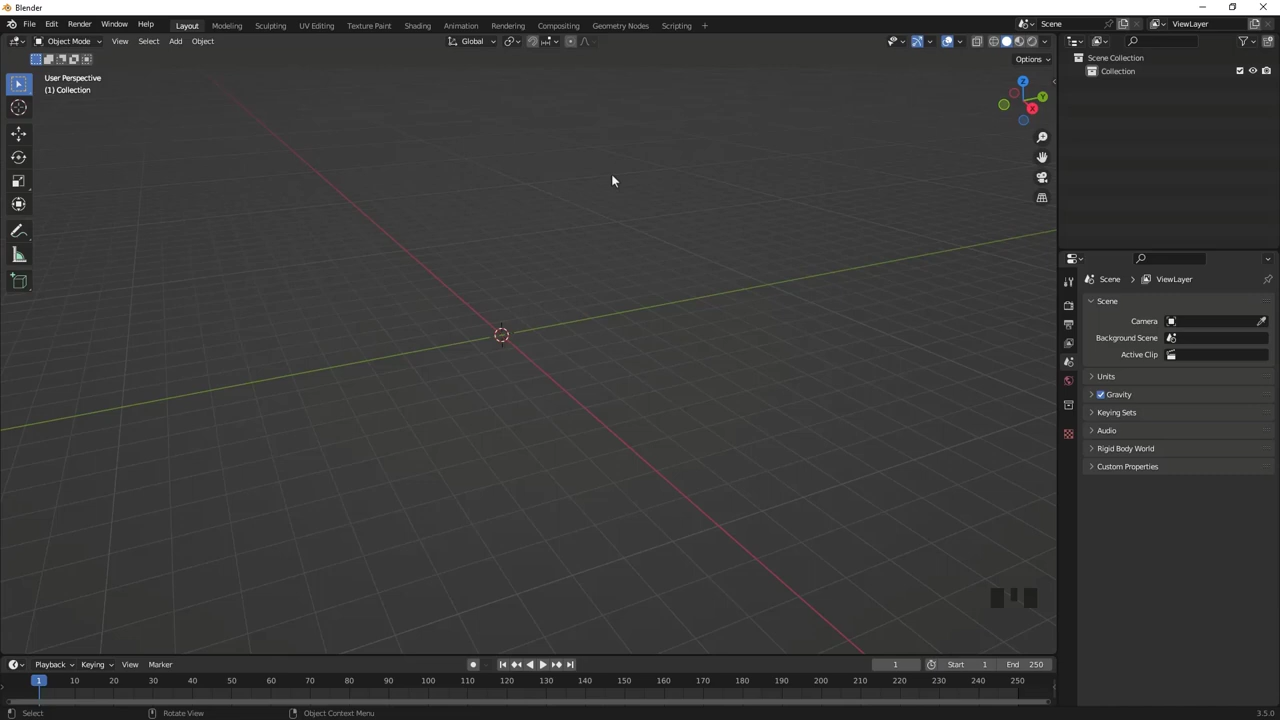 Blender
File Edit Render Window Help Layout Modeling Sculpting UV Editing Texture Paint Shading Animation Rendering Compositing Geometry Nodes Scripting + Scene ViewLayer
Object Mode View Select Add Object Global
Options
User Perspective
(1) Collection
Z
Y
X
Scene Collection
Collection
Scene > ViewLayer
Scene
Camera
Background Scene
Active Clip
Units
Gravity
Keying Sets
Audio
Rigid Body World
Custom Properties
Playback Keying View Marker 1 Start 1 End 250
1 10 20 30 40 50 60 70 80 90 100 110 120 130 140 150 160 170 180 190 200 210 220 230 240 250
Select Rotate View Object Context Menu 3.5.0